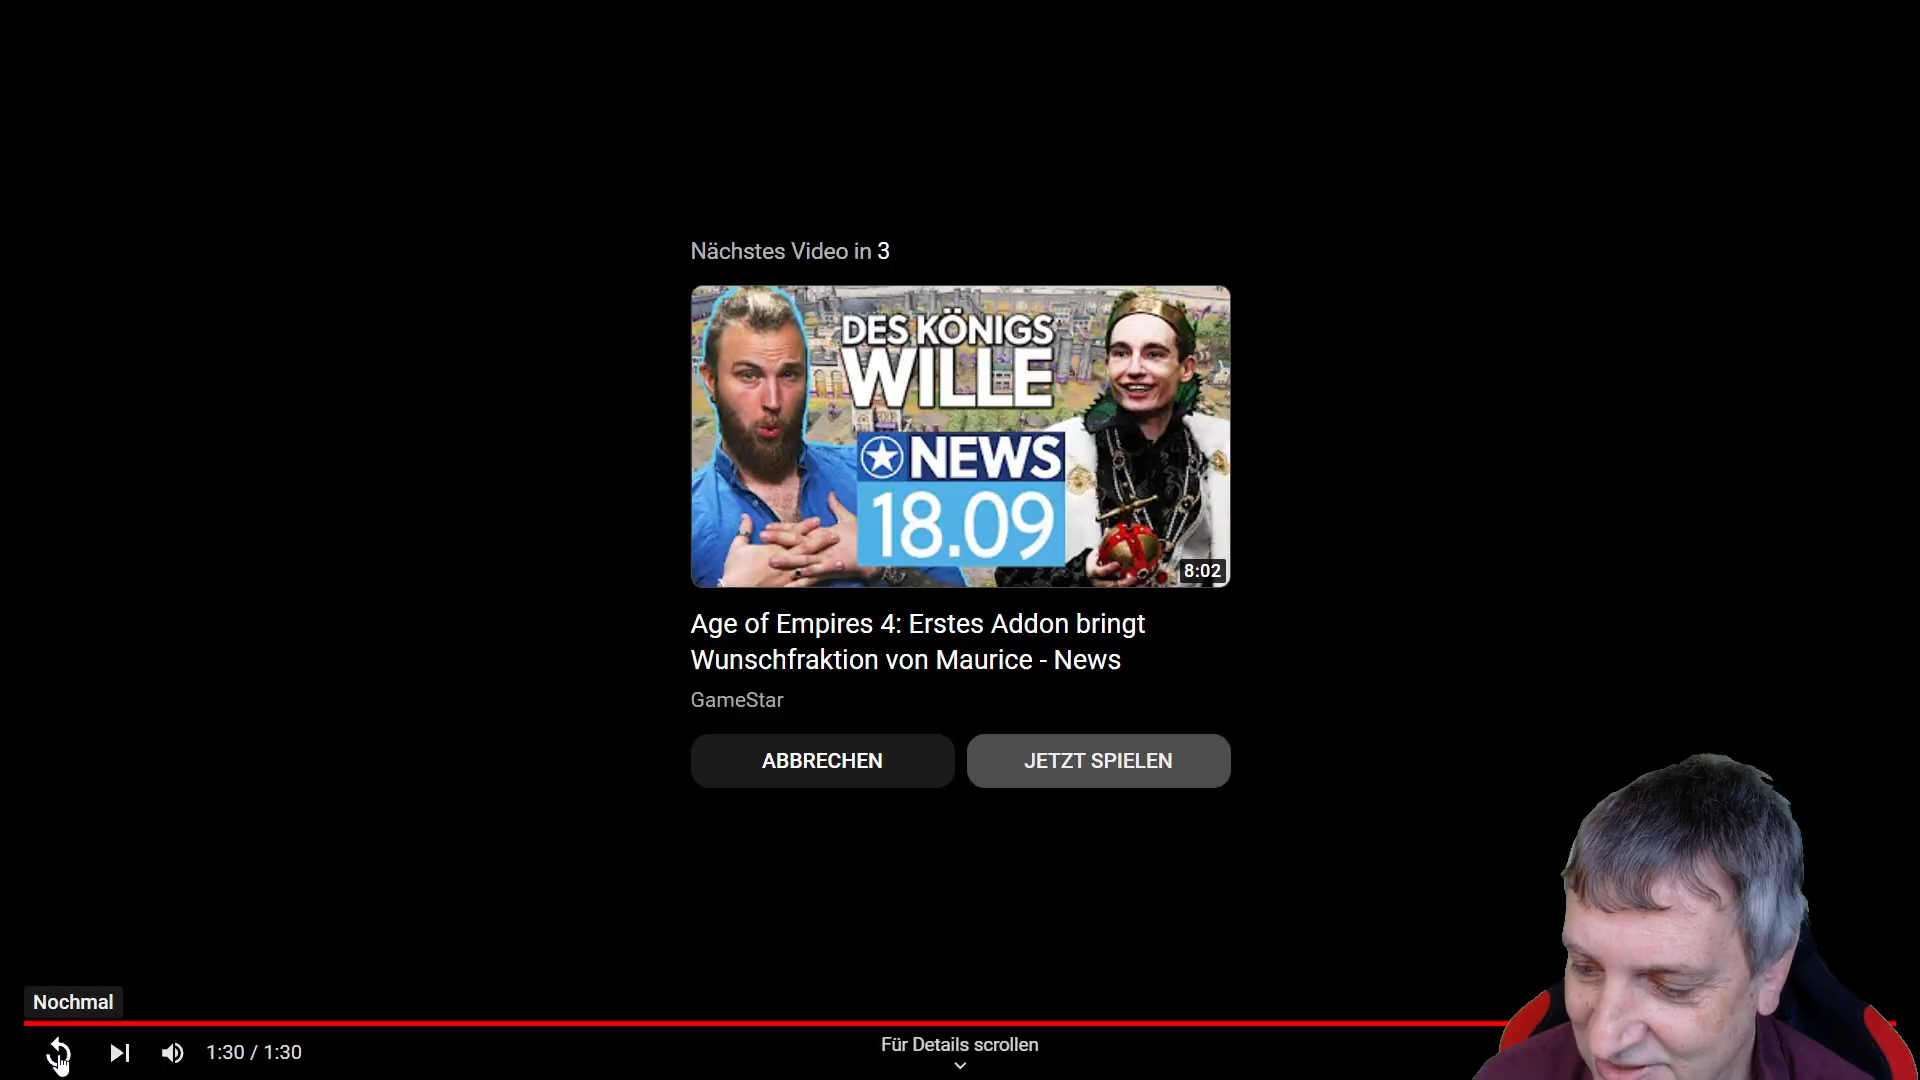 Nächstes Video in 3
DES KÖNIGS
WILLE
NEWS
18.09
8:02
Age of Empires 4: Erstes Addon bringt
Wunschfraktion von Maurice - News
GameStar
ABBRECHEN
JETZT SPIELEN
Nochmal
1:30 / 1:30
Für Details scrollen